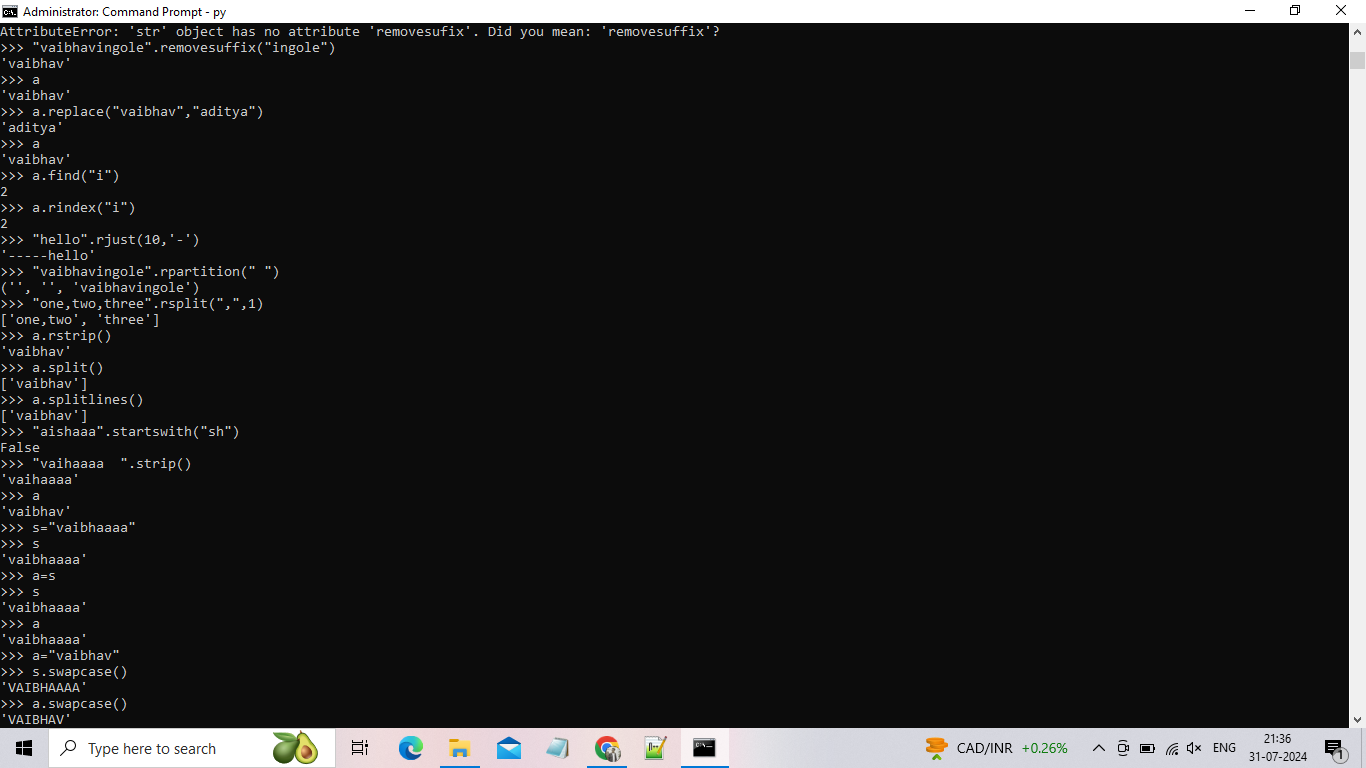 Administrator: Command Prompt - py
AttributeError: 'str' object has no attribute 'removesufix'. Did you mean: 'removesuffix'?
>>> "vaibhavingole".removesuffix("ingole")
'vaibhav'
>>> a
'vaibhav'
>>> a.replace("vaibhav","aditya")
'aditya'
>>> a
'vaibhav'
>>> a.find("i")
2
>>> a.rindex("i")
2
>>> "hello".rjust(10,'-')
'-----hello'
>>> "vaibhavingole".rpartition(" ")
('', '', 'vaibhavingole')
>>> "one,two,three".rsplit(",",1)
['one,two', 'three']
>>> a.rstrip()
'vaibhav'
>>> a.split()
['vaibhav']
>>> a.splitlines()
['vaibhav']
>>> "aishaaa".startswith("sh")
False
>>> "vaihaaaa  ".strip()
'vaihaaaa'
>>> a
'vaibhav'
>>> s="vaibhaaaa"
>>> s
'vaibhaaaa'
>>> a=s
>>> s
'vaibhaaaa'
>>> a
'vaibhaaaa'
>>> a="vaibhav"
>>> s.swapcase()
'VAIBHAAAA'
>>> a.swapcase()
'VAIBHAV'
Type here to search
CAD/INR +0.26%
ENG
21:36
31-07-2024
1